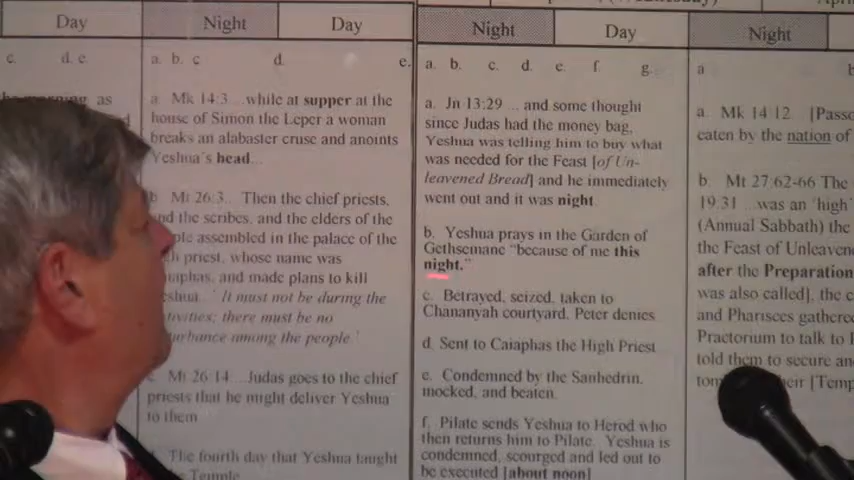 (Wednesday)
Day
Night
Day
Night
Day
Night
c. d. e.
a. b. c
d.
e.
a. b. c. d. e. f. g.
a
as
a. Mk 14:3 ...while at supper at the
house of Simon the Leper a woman
breaks an alabaster cruse and anoints
Yeshua's head...
b Mt 26:3... Then the chief priests,
and the scribes, and the elders of the
assembled in the palace of the
priest, whose name was
and made plans to kill
It must not be during the
there must be no
among the people.'
Mt 26:14....Judas goes to the chief
priests that he might deliver Yeshua
to them
The fourth day that Yeshua taught
Temple
a. Jn 13:29 ... and some thought
since Judas had the money bag,
Yeshua was telling him to buy what
was needed for the Feast [of Un-
leavened Bread] and he immediately
went out and it was night.
b. Yeshua prays in the Garden of
Gethsemane "because of me this
night."
c. Betrayed, seized, taken to
Chananyah courtyard. Peter denies
d. Sent to Caiaphas the High Priest
e. Condemned by the Sanhedrin,
mocked, and beaten.
f. Pilate sends Yeshua to Herod who
then returns him to Pilate. Yeshua is
condemned, scourged and led out to
be executed [about noon]
a. Mk 14:12
eaten by the nation of
b. Mt 27:62-66 The
19:31 ...was an 'high'
(Annual Sabbath) the
the Feast of
after the Preparation
was also called], the
and Pharisees
Praetorium to talk to
told them to secure